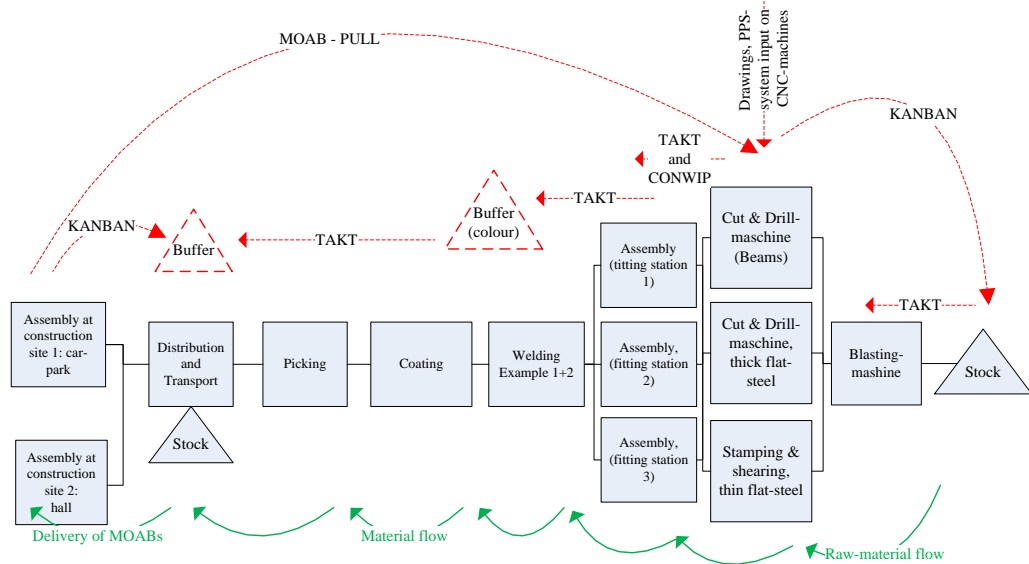 MOAB - PULL
Drawings, PPS-
system input on
CNC-machines
KANBAN
TAKT
and
CONWIP
TAKT
Buffer
(colour)
KANBAN
Buffer
TAKT
TAKT
Assembly at
construction
site 1: car-
park
Distribution
and
Transport
Picking
Coating
Welding
Example 1+2
Assembly
(titting station
1)
Assembly,
(fitting station
2)
Assembly,
(fitting station
3)
Cut & Drill-
maschine
(Beams)
Cut & Drill-
maschine,
thick flat-
steel
Stamping &
shearing,
thin flat-steel
Blasting-
mashine
Stock
Stock
Assembly at
construction
site 2:
hall
Delivery of MOABs
Material flow
Raw-material flow